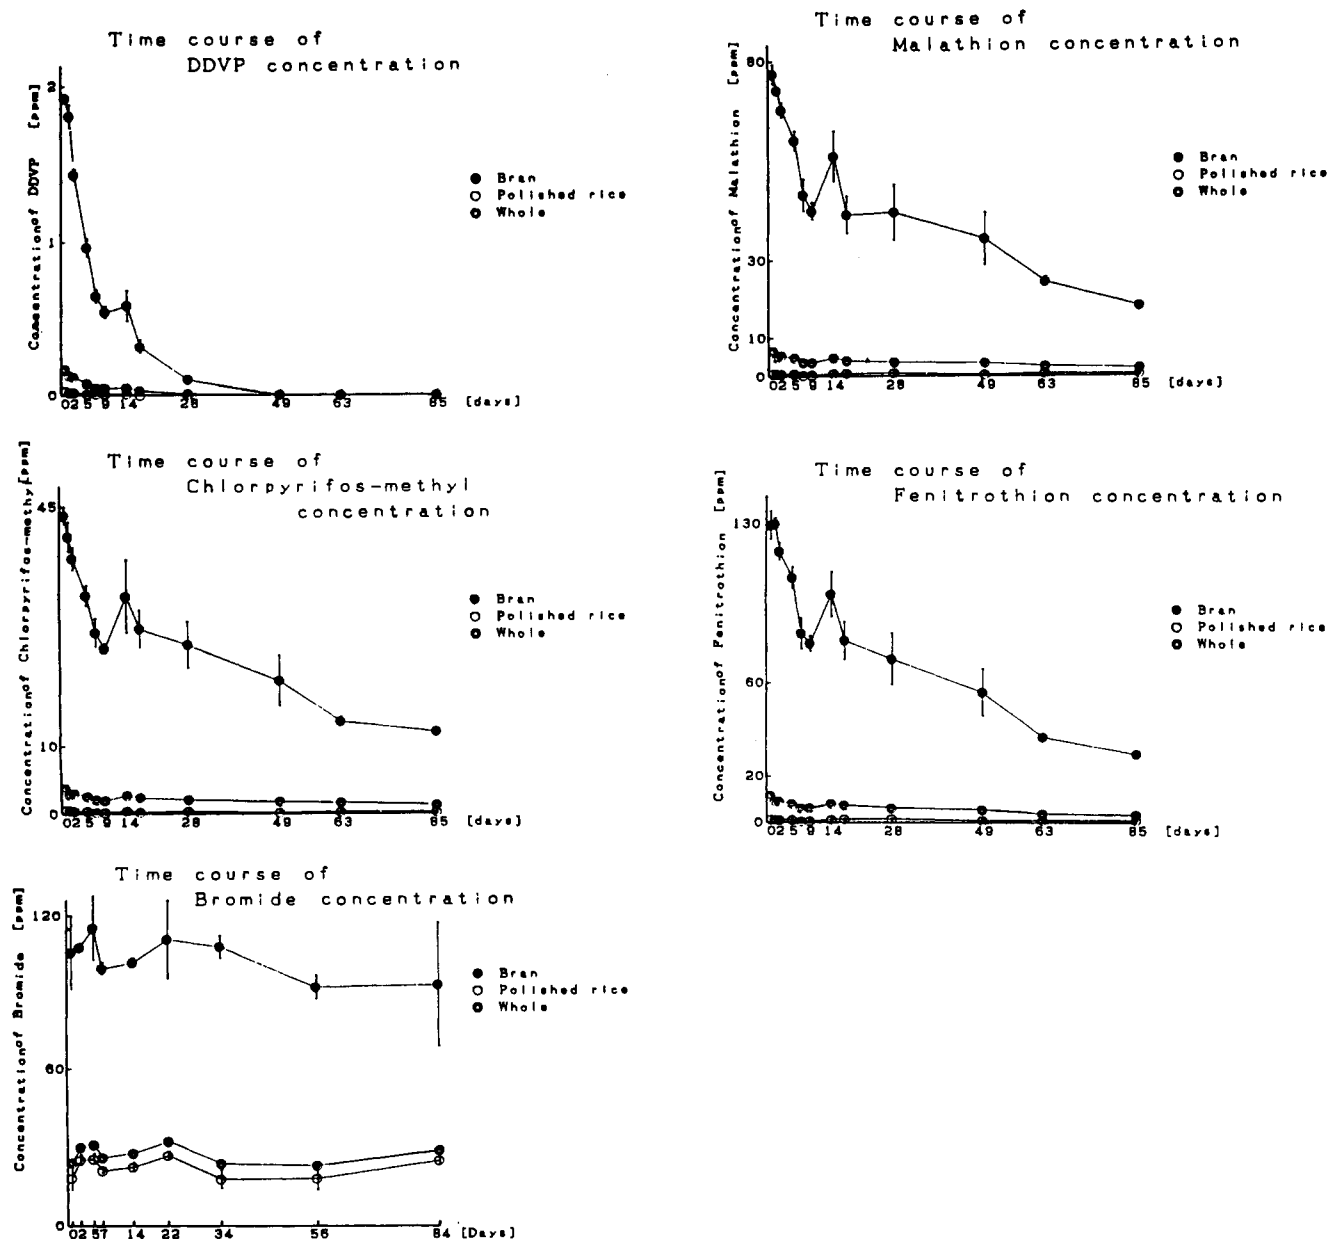 Time course of
DDVP concentration
Concentration of DDVP [ppm]
2
1
0
0 2 5 9 14 28 49 63 85 [days]
Bran
Polished rice
Whole
Time course of
Malathion concentration
Concentration of Malathion [ppm]
80
30
10
0
0 2 5 9 14 28 49 63 85 [days]
Bran
Polished rice
Whole
Time course of
Chlorpyrifos-methyl
concentration
Concentration of Chlorpyrifos-methyl [ppm]
45
10
0
0 2 5 9 14 28 49 63 85 [days]
Bran
Polished rice
Whole
Time course of
Fenitrothion concentration
Concentration of Fenitrothion [ppm]
130
60
20
0
0 2 5 9 14 28 49 63 85 [days]
Bran
Polished rice
Whole
Time course of
Bromide concentration
Concentration of Bromide [ppm]
120
60
0
0 2 5 7 14 22 34 56 84 [Days]
Bran
Polished rice
Whole